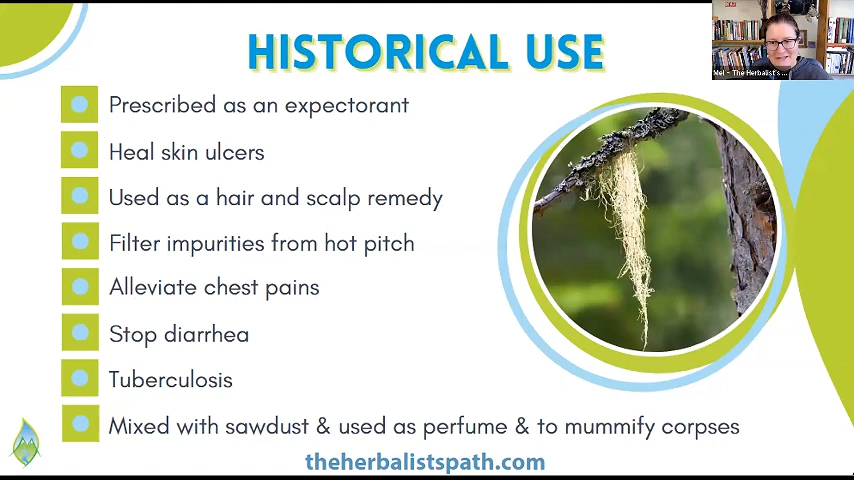 HISTORICAL USE
Mel - The Herbalist's ...
Prescribed as an expectorant
Heal skin ulcers
Used as a hair and scalp remedy
Filter impurities from hot pitch
Alleviate chest pains
Stop diarrhea
Tuberculosis
Mixed with sawdust & used as perfume & to mummify corpses
theherbalistspath.com